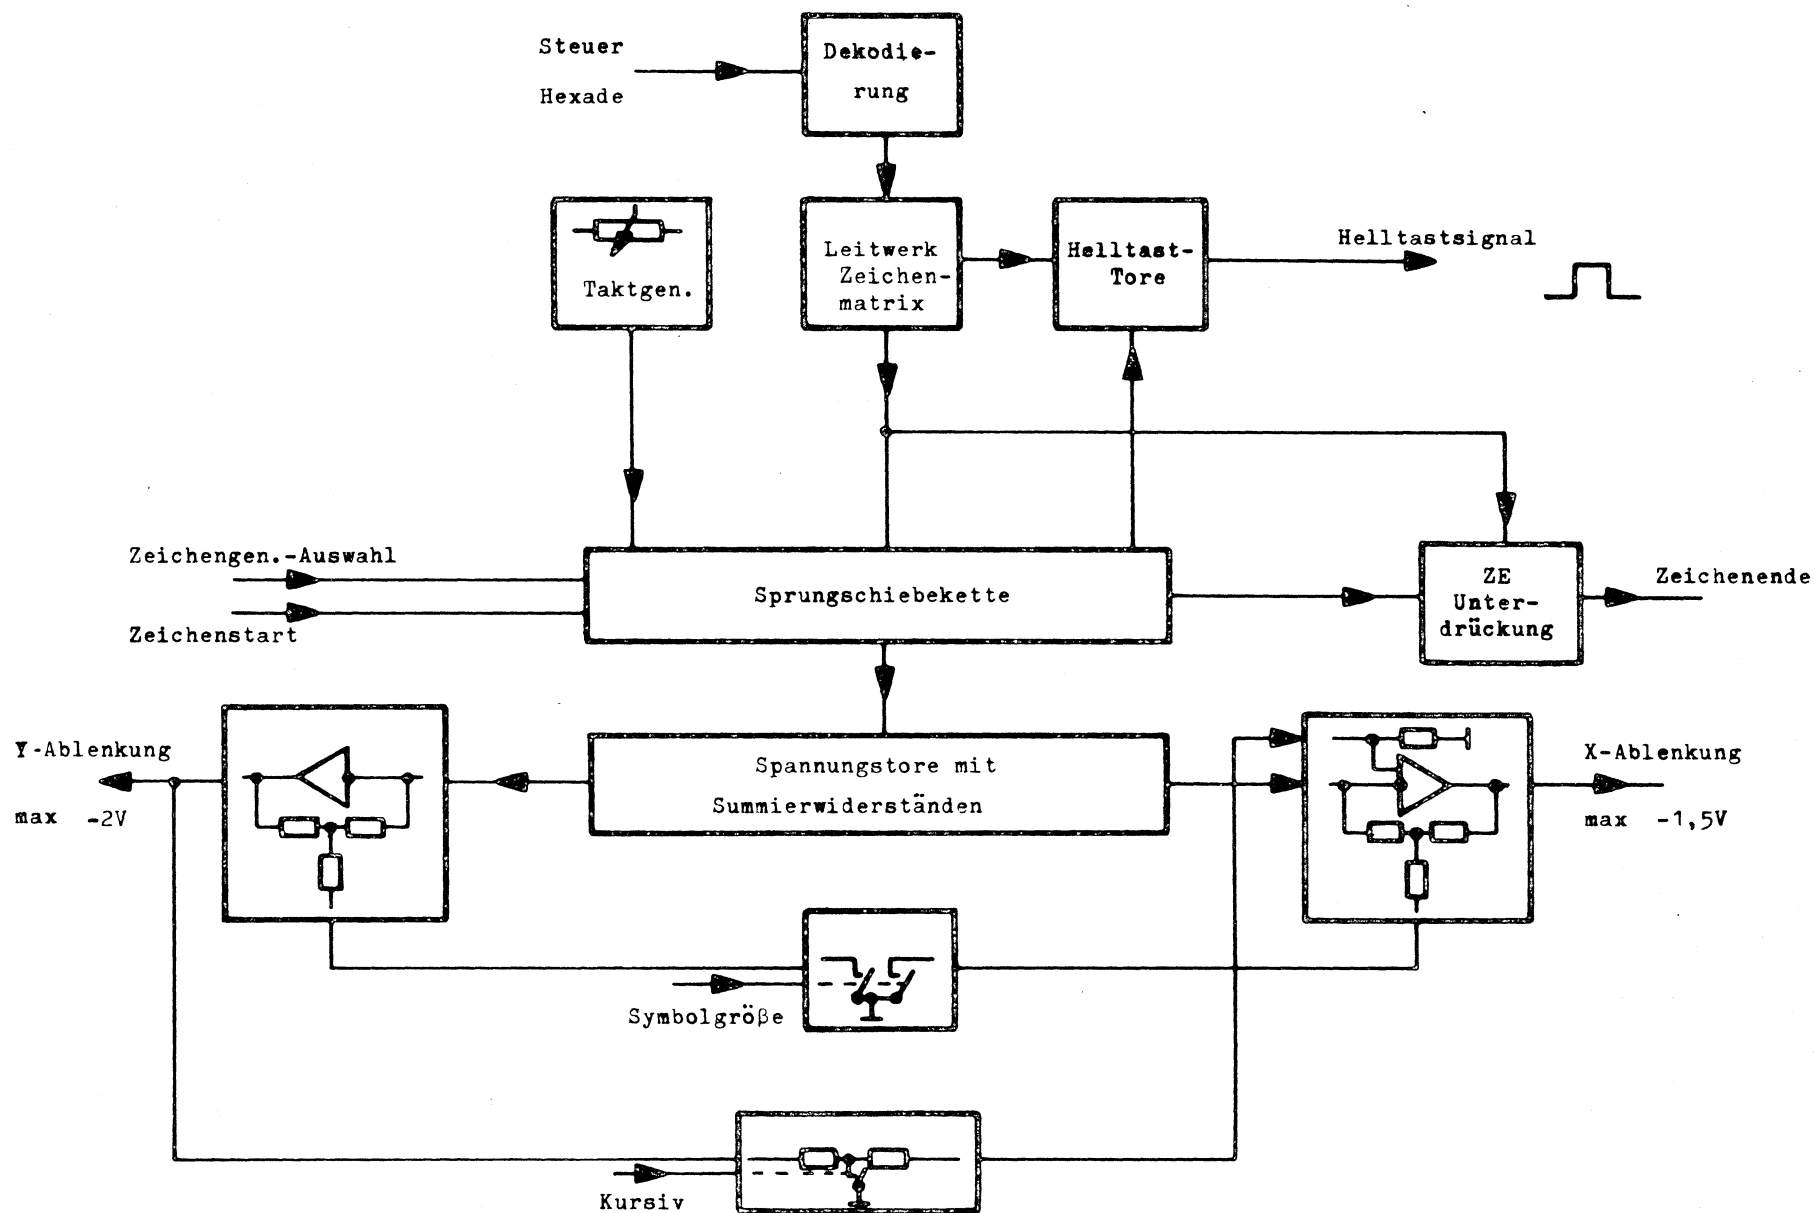 Steuer
Hexade
Dekodie-
rung
Taktgen.
Leitwerk
Zeichen-
matrix
Helltast-
Tore
Helltastsignal
Zeichengen.-Auswahl
Zeichenstart
Sprungschiebekette
ZE
Unter-
drückung
Zeichenende
Y-Ablenkung
max -2V
Spannungstore mit
Summierwiderständen
X-Ablenkung
max -1,5V
Symbolgröße
Kursiv